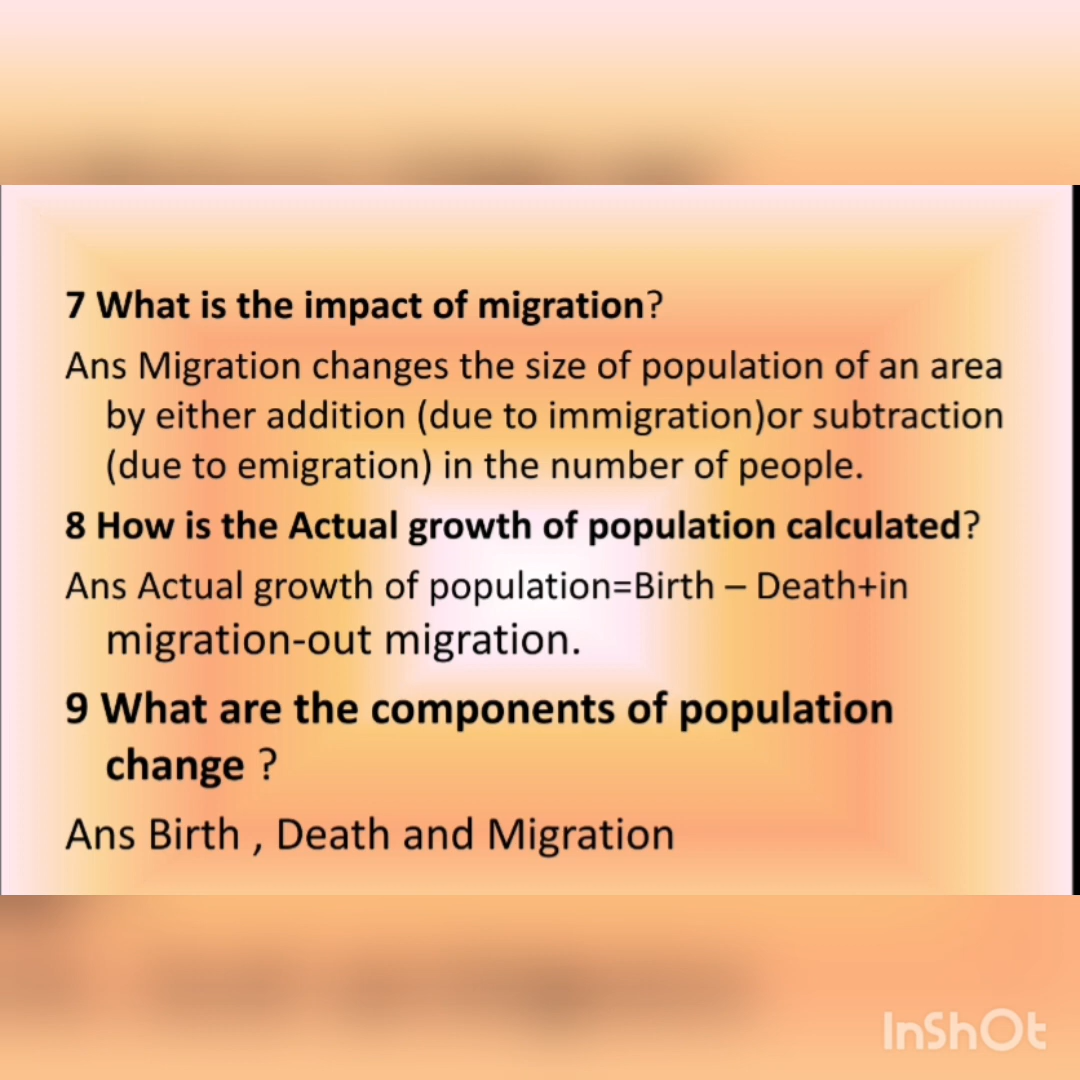 7 What is the impact of migration?
Ans Migration changes the size of population of an area
by either addition (due to immigration)or subtraction
(due to emigration) in the number of people.
8 How is the Actual growth of population calculated?
Ans Actual growth of population=Birth – Death+in
migration-out migration.
9 What are the components of population
change ?
Ans Birth , Death and Migration
InShOt